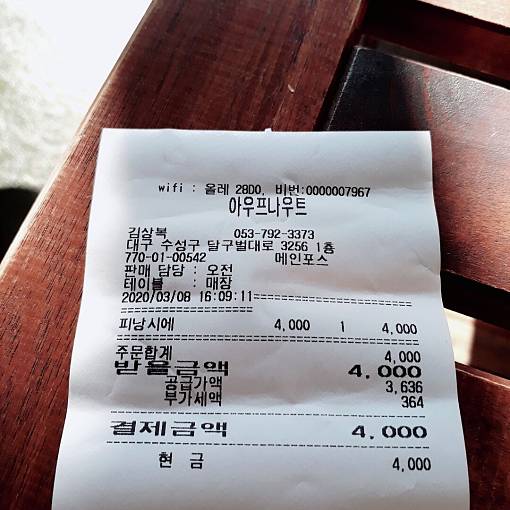 wifi : 올레 28D0, 비번:0000007967
아우프나우트
김상복 053-792-3373
대구 수성구 달구벌대로 3256 1층
770-01-00542 메인포스
판매 담당 : 오전
테이블 : 매장
2020/03/08 16:09:11
피낭시에 4,000 1 4,000
주문합계 4,000
받을금액 4,000
공급가액 3,636
부가세액 364
결제금액 4,000
현 금 4,000